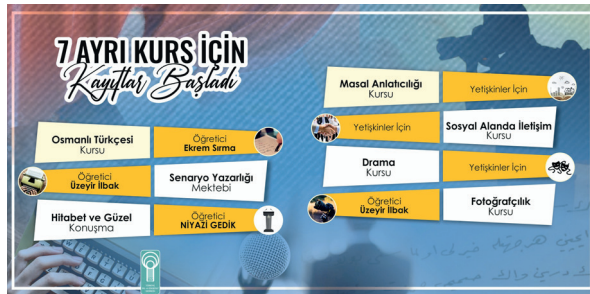 7 AYRI KURS İÇİN
Kayıtlar Başladı
Osmanlı Türkçesi
Kursu
Öğretici
Ekrem Sırma
Öğretici
Üzeyir İlbak
Senaryo Yazarlığı
Mektebi
Hitabet ve Güzel
Konuşma
Öğretici
NİYAZİ GEDİK
Masal Anlatıcılığı
Kursu
Yetişkinler İçin
Yetişkinler İçin
Sosyal Alanda İletişim
Kursu
Drama
Kursu
Yetişkinler İçin
Öğretici
Üzeyir İlbak
Fotoğrafçılık
Kursu